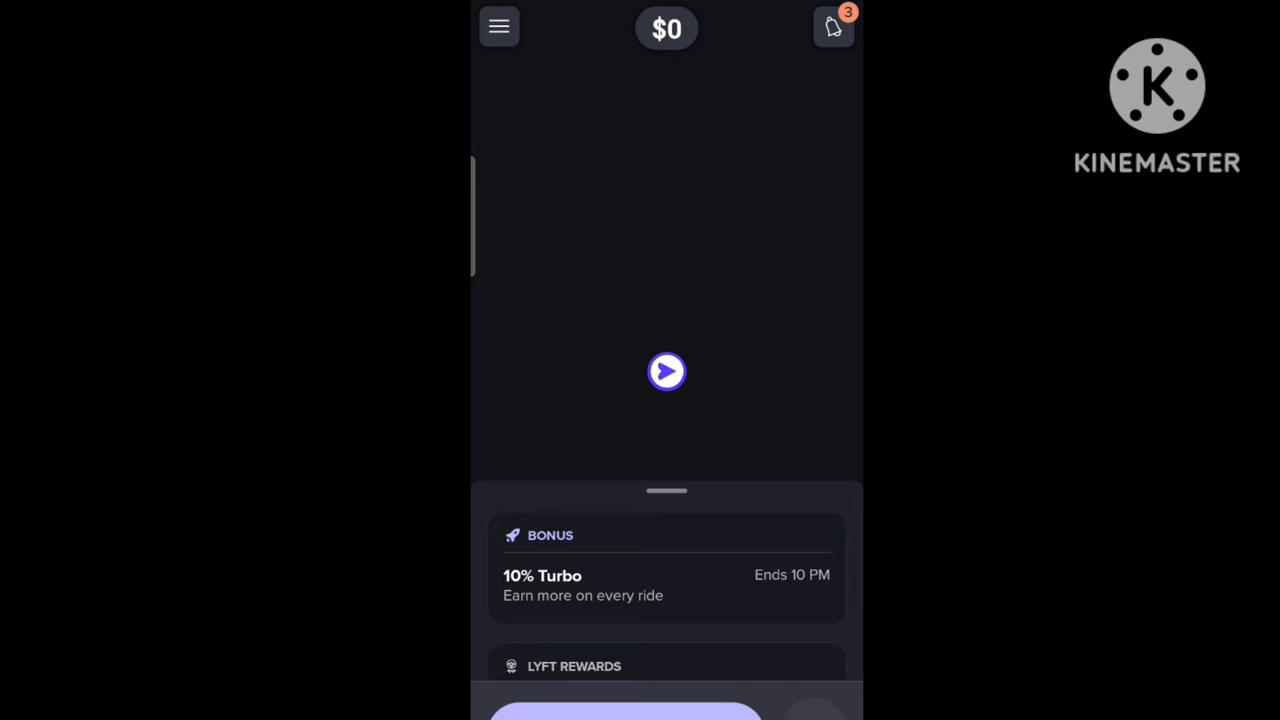 $0
3
KINEMASTER
BONUS
10% Turbo
Ends 10 PM
Earn more on every ride
LYFT REWARDS